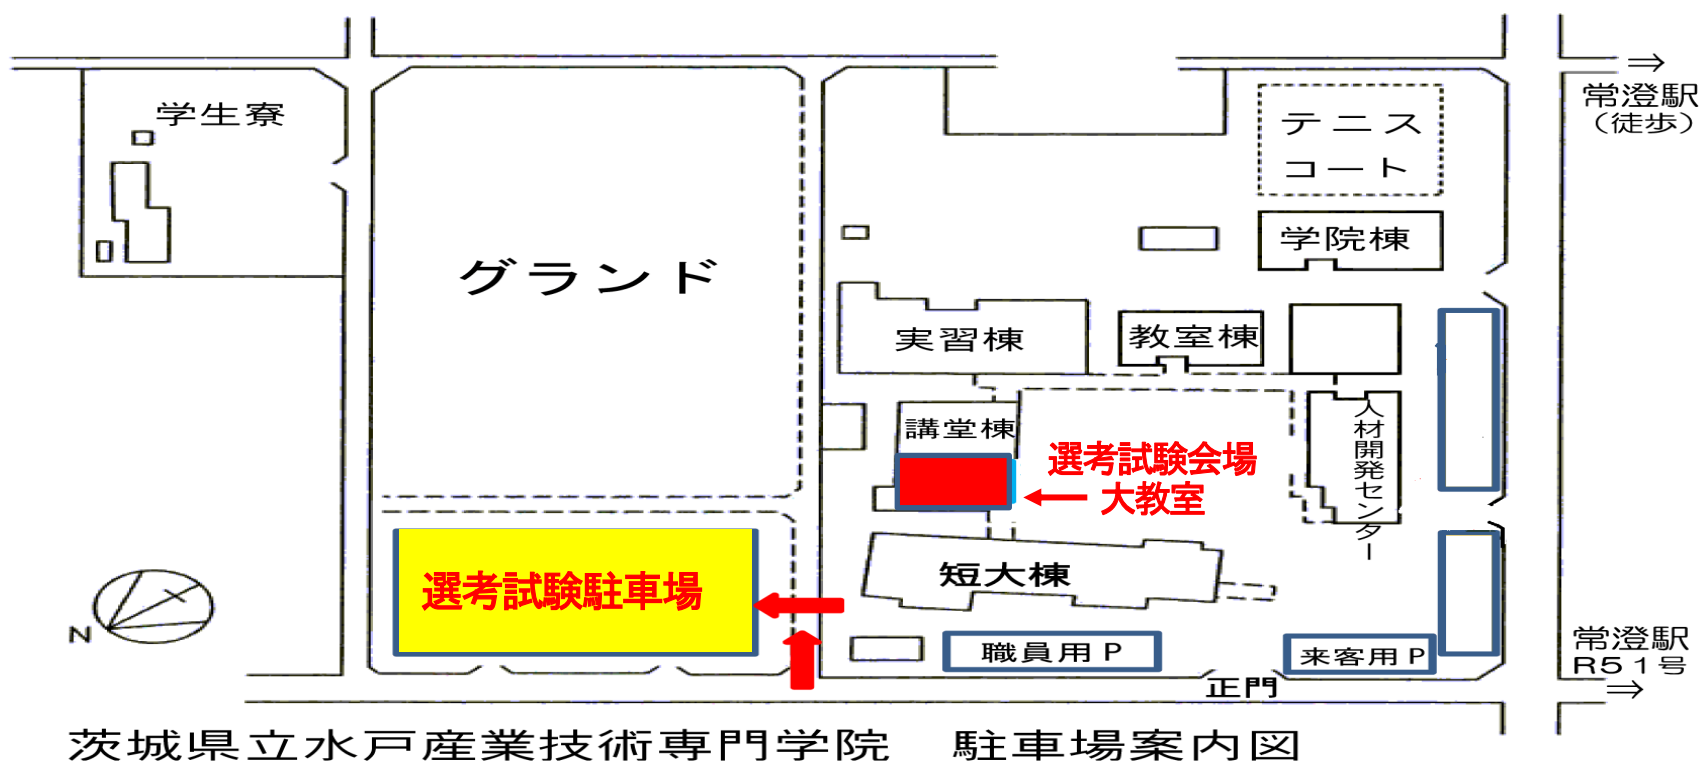 学生寮
グランド
テニス
コート
常澄駅
（徒歩）
学院棟
実習棟
教室棟
講堂棟
人材開発センター
選考試験会場
大教室
短大棟
選考試験駐車場
N
職員用P
来客用P
正門
常澄駅
R51号
茨城県立水戸産業技術専門学院 駐車場案内図